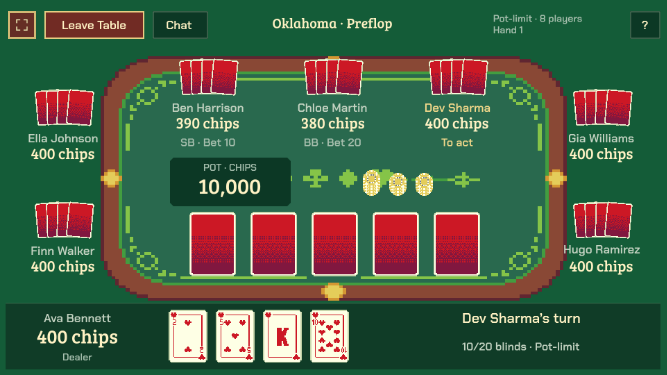 Leave Table
Chat
Oklahoma · Preflop
Pot-limit · 8 players
Hand 1
?
Ben Harrison
390 chips
SB · Bet 10
Chloe Martin
380 chips
BB · Bet 20
Dev Sharma
400 chips
To act
Ella Johnson
400 chips
Gia Williams
400 chips
POT · CHIPS
10,000
Finn Walker
400 chips
Hugo Ramirez
400 chips
Ava Bennett
400 chips
Dealer
K
10
Dev Sharma's turn
10/20 blinds · Pot-limit